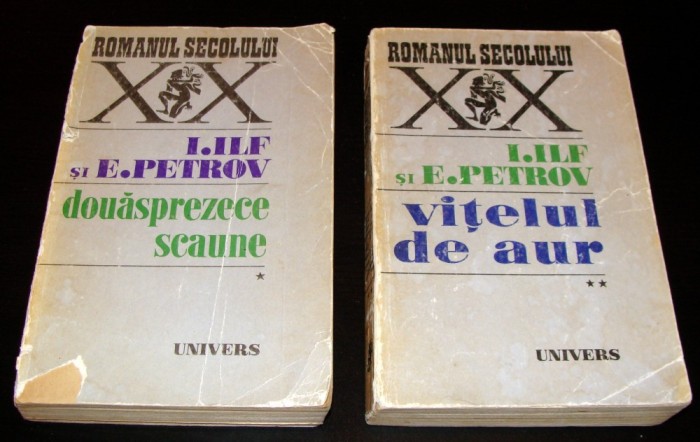 ROMANUL SECOLULUI
XX
I.ILF
ȘI E.PETROV
douăsprezece
scaune
*
UNIVERS
ROMANUL SECOLULUI
XX
I.ILF
ȘI E.PETROV
vițelul
de aur
**
UNIVERS